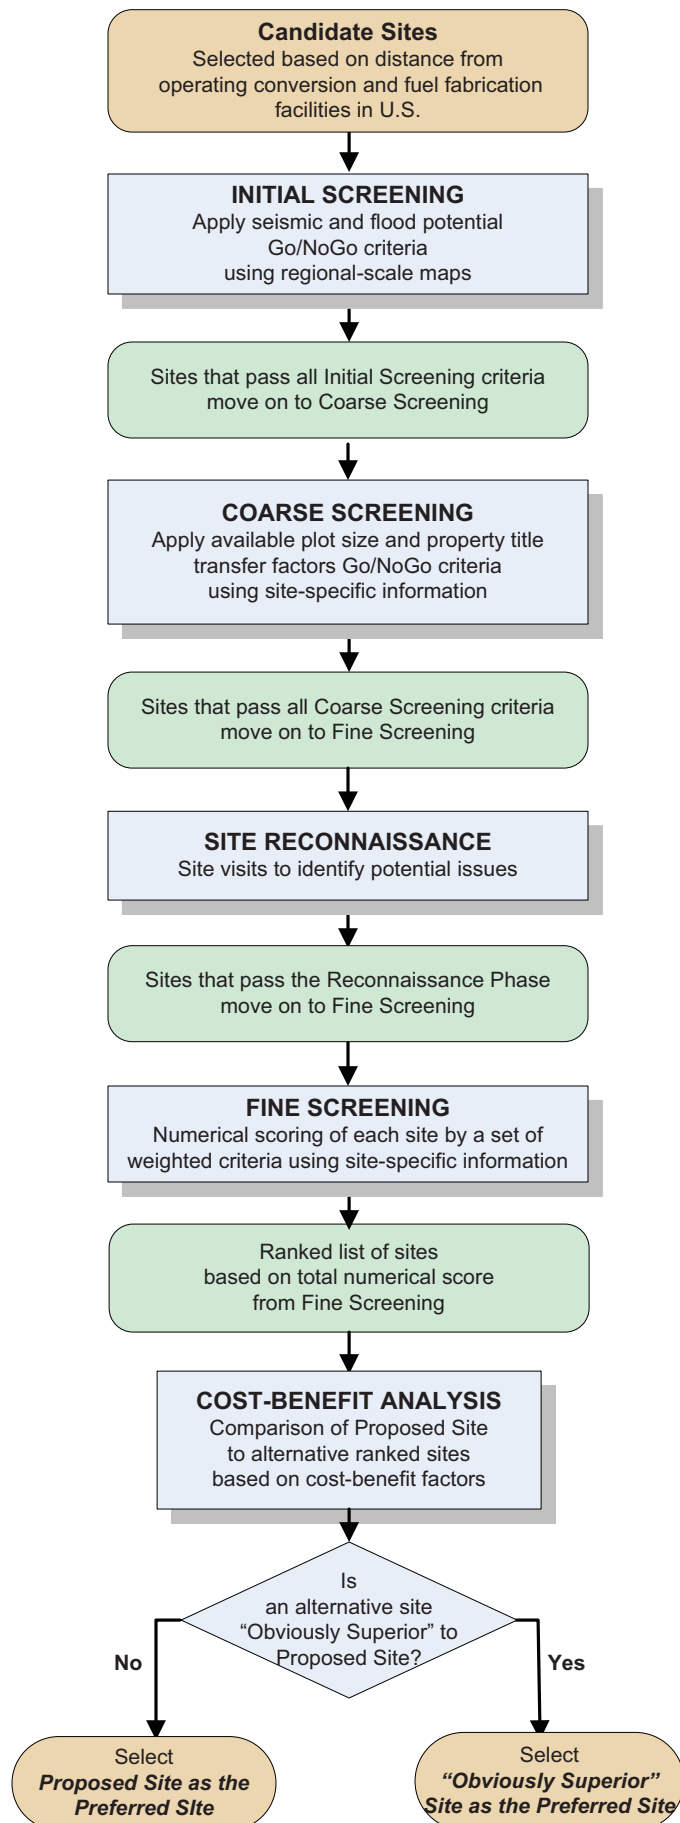 Candidate Sites
Selected based on distance from
operating conversion and fuel fabrication
facilities in U.S.
INITIAL SCREENING
Apply seismic and flood potential
Go/NoGo criteria
using regional-scale maps
Sites that pass all Initial Screening criteria
move on to Coarse Screening
COARSE SCREENING
Apply available plot size and property title
transfer factors Go/NoGo criteria
using site-specific information
Sites that pass all Coarse Screening criteria
move on to Fine Screening
SITE RECONNAISSANCE
Site visits to identify potential issues
Sites that pass the Reconnaissance Phase
move on to Fine Screening
FINE SCREENING
Numerical scoring of each site by a set of
weighted criteria using site-specific information
Ranked list of sites
based on total numerical score
from Fine Screening
COST-BENEFIT ANALYSIS
Comparison of Proposed Site
to alternative ranked sites
based on cost-benefit factors
Is
an alternative site
“Obviously Superior” to
Proposed Site?
No
Yes
Select
Proposed Site as the
Preferred SIte
Select
“Obviously Superior”
Site as the Preferred Site